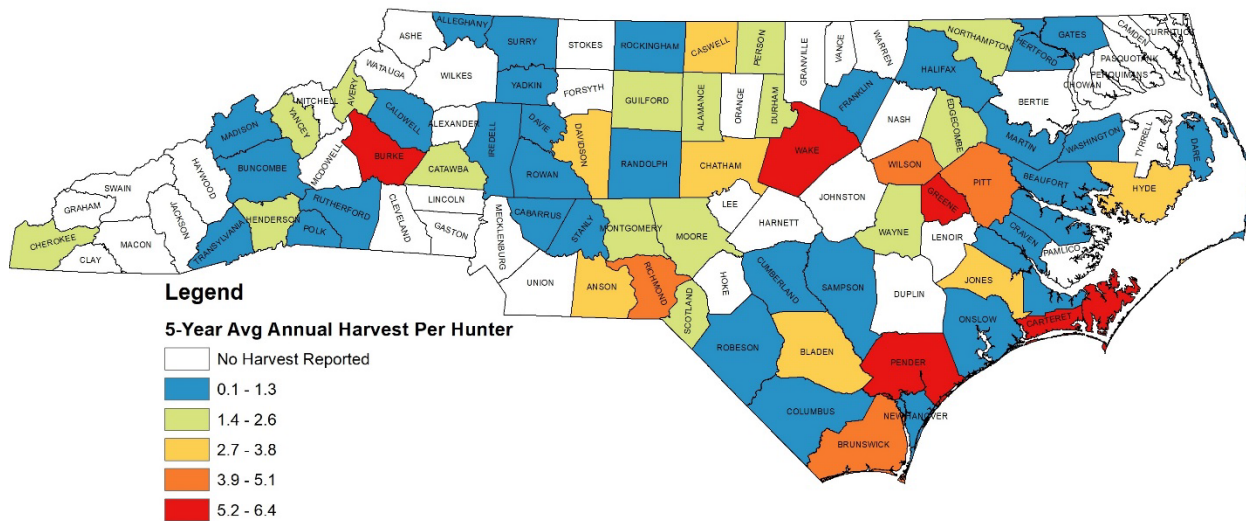 ALLEGHANY
ASHE
SURRY
STOKES
ROCKINGHAM
CASWELL
PERSON
GRANVILLE
VANCE
WARREN
NORTHAMPTON
HERTFORD
GATES
CAMDEN
CURRITUCK
PASQUOTANK
PERQUIMANS
CHOWAN
WATAUGA
WILKES
YADKIN
FORSYTH
GUILFORD
ALAMANCE
ORANGE
DURHAM
FRANKLIN
HALIFAX
BERTIE
MITCHELL
AVERY
YANCEY
CALDWELL
ALEXANDER
IREDELL
DAVIE
DAVIDSON
RANDOLPH
CHATHAM
WAKE
NASH
EDGECOMBE
MARTIN
WASHINGTON
TYRRELL
DARE
MADISON
BUNCOMBE
MCDOWELL
BURKE
CATAWBA
ROWAN
WILSON
PITT
BEAUFORT
HYDE
HAYWOOD
SWAIN
GRAHAM
JACKSON
RUTHERFORD
CLEVELAND
LINCOLN
GASTON
MECKLENBURG
CABARRUS
STANLY
MONTGOMERY
MOORE
LEE
HARNETT
JOHNSTON
WAYNE
GREENE
LENOIR
CRAVEN
PAMLICO
CHEROKEE
CLAY
MACON
TRANSYLVANIA
HENDERSON
POLK
UNION
ANSON
RICHMOND
SCOTLAND
HOKE
CUMBERLAND
SAMPSON
DUPLIN
JONES
ONSLOW
CARTERET
ROBESON
BLADEN
PENDER
COLUMBUS
NEW HANOVER
BRUNSWICK
Legend
5-Year Avg Annual Harvest Per Hunter
No Harvest Reported
0.1 - 1.3
1.4 - 2.6
2.7 - 3.8
3.9 - 5.1
5.2 - 6.4